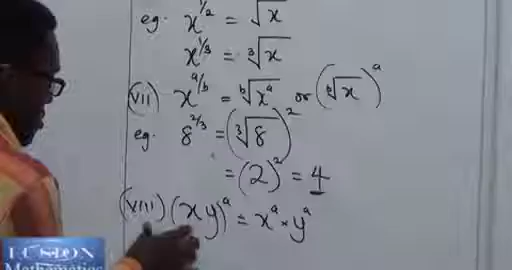 eg. x^{1/2} = √x
x^{1/3} = ∛x
(vii) x^{a/b} = ᵇ√(x^a) or (ᵇ√x)^a
eg. 8^{2/3} = (∛8)^2
= (2)^2 = 4
(viii) (xy)^a = x^a × y^a
FUSION
Mathematics